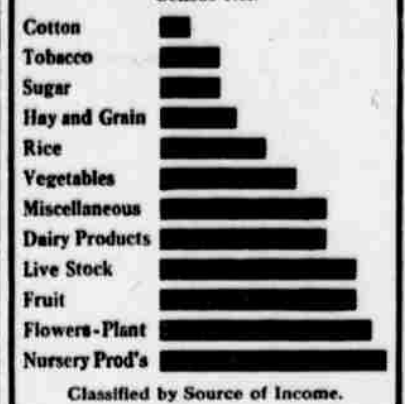 Cotton
Tobacco
Sugar
Hay and Grain
Rice
Vegetables
Miscellaneous
Dairy Products
Live Stock
Fruit
Flowers-Plant
Nursery Prod's
Classified by Source of Income.